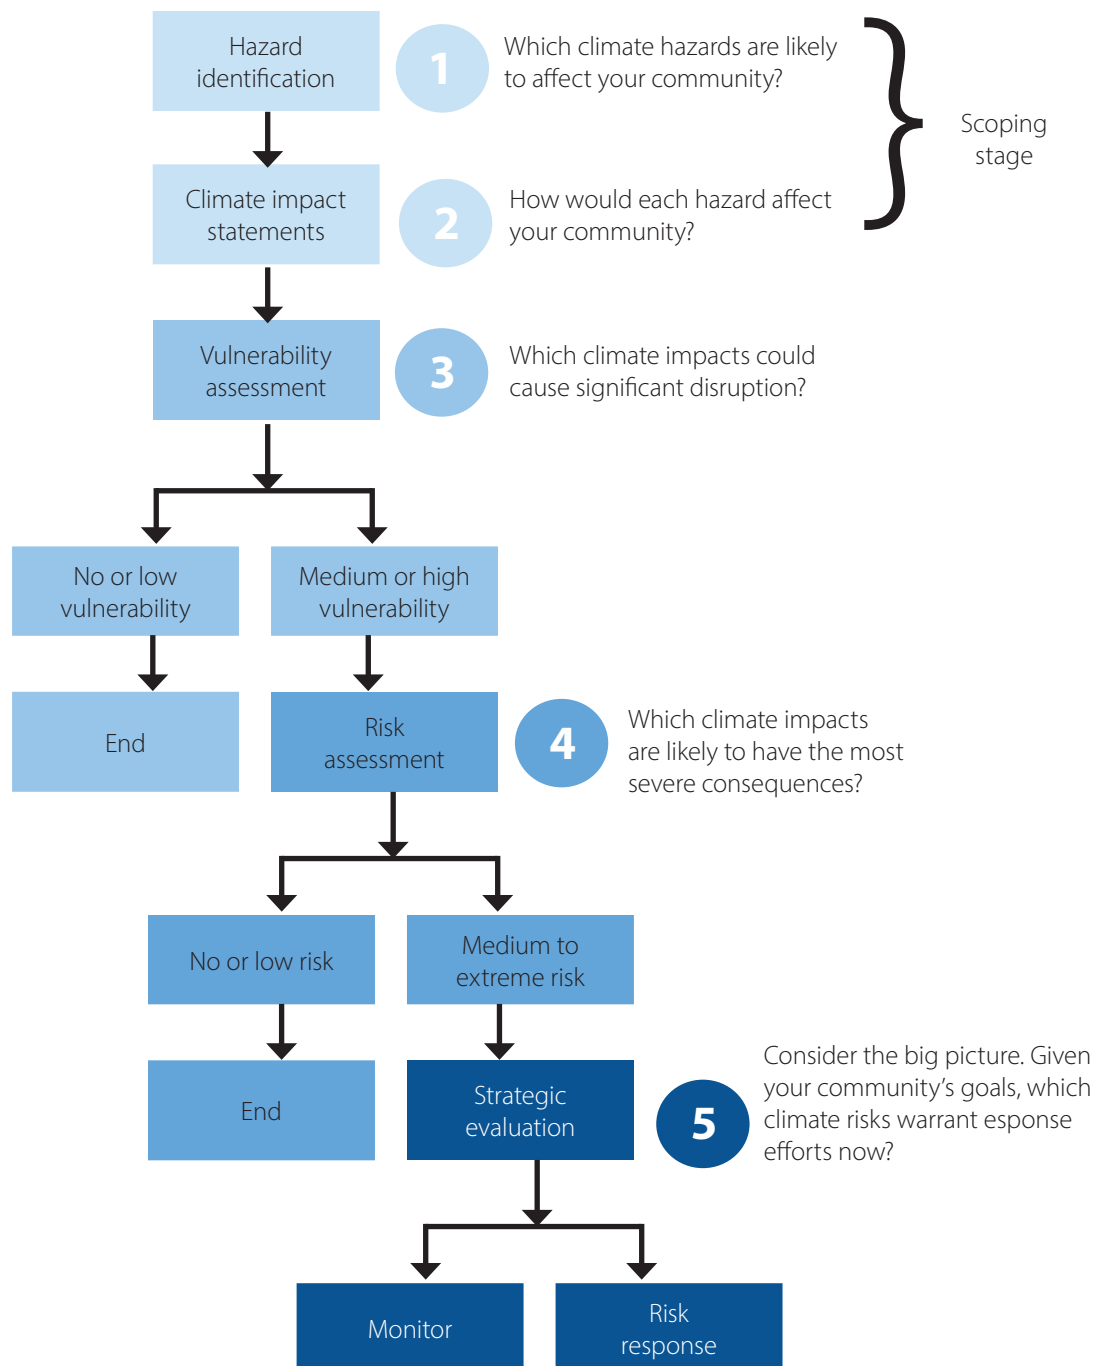 Hazard
identification
1
Which climate hazards are likely
to affect your community?
Scoping
stage
Climate impact
statements
2
How would each hazard affect
your community?
Vulnerability
assessment
3
Which climate impacts could
cause significant disruption?
No or low
vulnerability
Medium or high
vulnerability
End
Risk
assessment
4
Which climate impacts
are likely to have the most
severe consequences?
No or low risk
Medium to
extreme risk
End
Strategic
evaluation
5
Consider the big picture. Given
your community’s goals, which
climate risks warrant esponse
efforts now?
Monitor
Risk
response